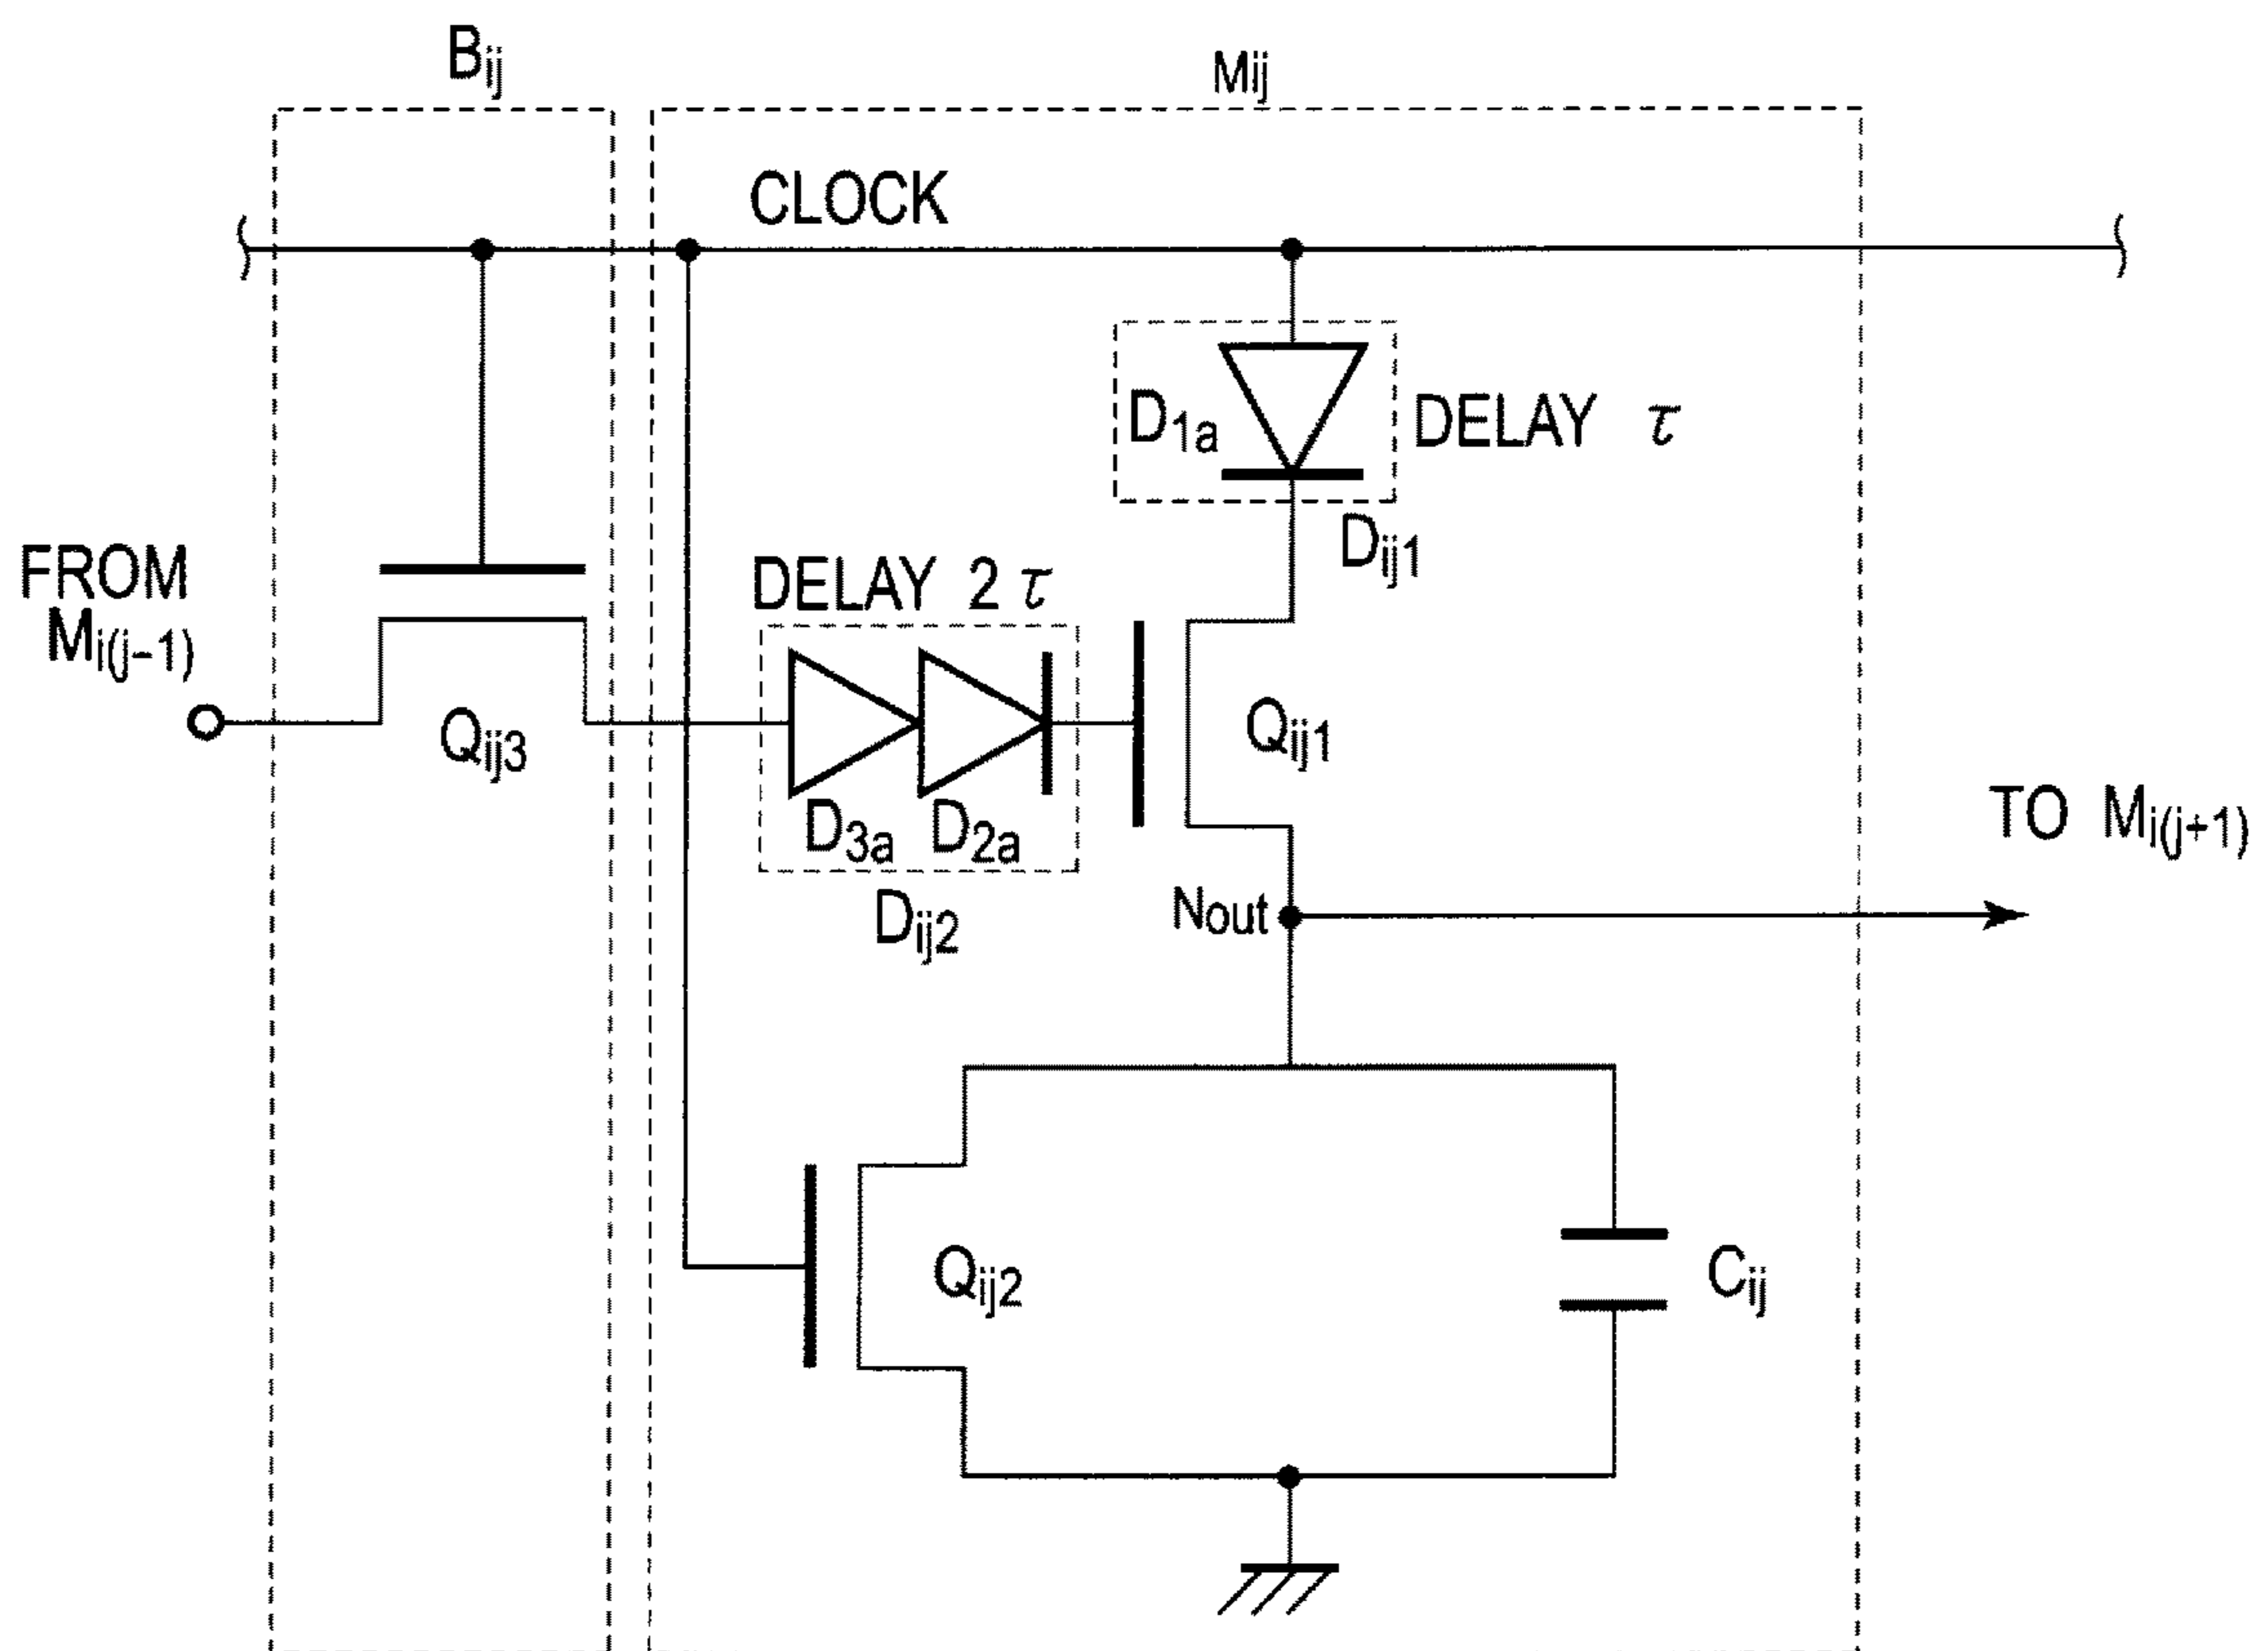 Bij
Mij
CLOCK
D1a
DELAY τ
Dij1
FROM
Mi(j-1)
DELAY 2τ
Qij3
Qij1
D3a
D2a
TO Mi(j+1)
Dij2
Nout
Qij2
Cij